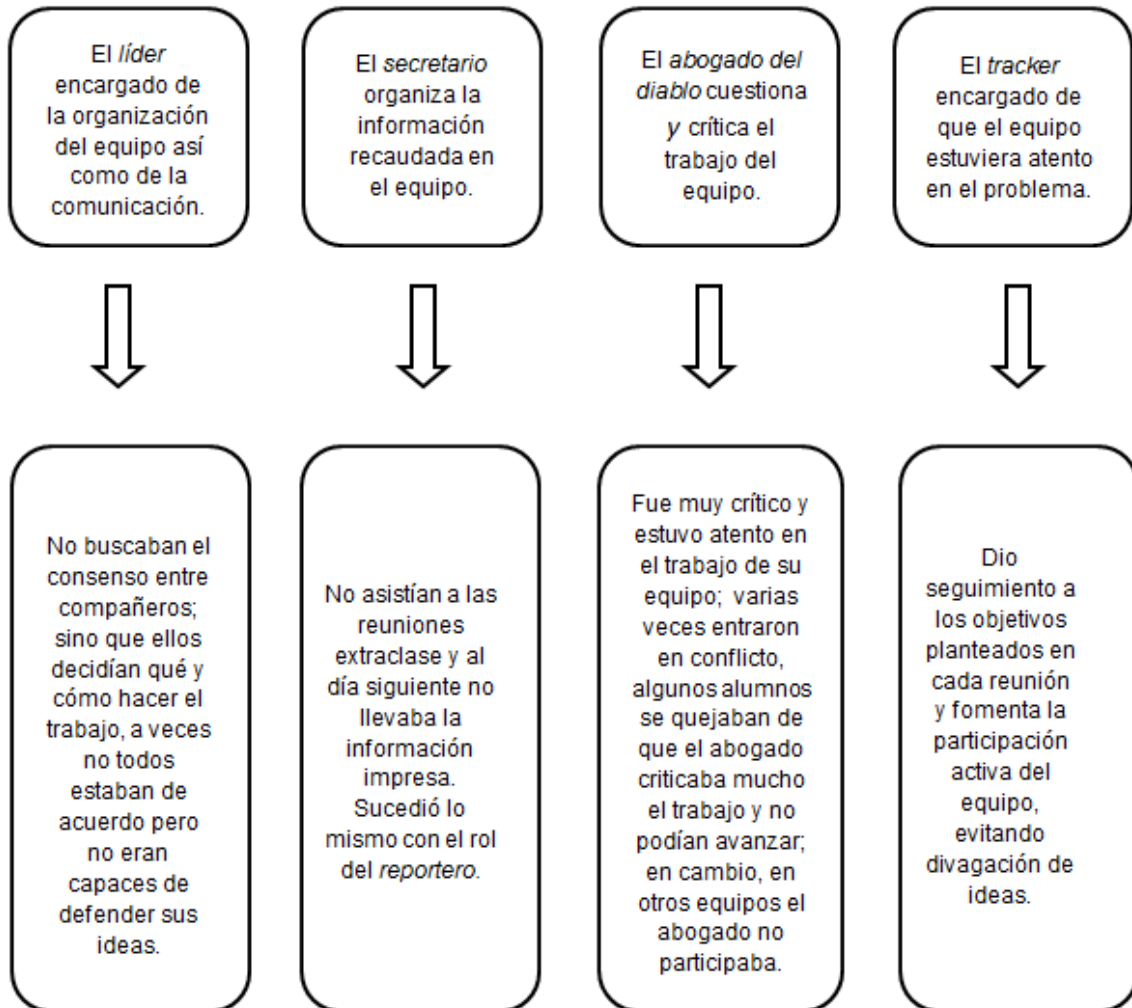 El líder
encargado de
la organización
del equipo así
como de la
comunicación.
El secretario
organiza la
información
recaudada en
el equipo.
El abogado del
diablo cuestiona
y crítica el
trabajo del
equipo.
El tracker
encargado de
que el equipo
estuviera atento
en el problema.
No buscaban el
consenso entre
compañeros;
sino que ellos
decidían qué y
cómo hacer el
trabajo, a veces
no todos
estaban de
acuerdo pero
no eran
capaces de
defender sus
ideas.
No asistían a las
reuniones
extraclase y al
día siguiente no
llevaba la
información
impresa.
Sucedió lo
mismo con el rol
del reportero.
Fue muy crítico y
estuvo atento en
el trabajo de su
equipo; varias
veces entraron
en conflicto,
algunos alumnos
se quejaban de
que el abogado
criticaba mucho
el trabajo y no
podían avanzar;
en cambio, en
otros equipos el
abogado no
participaba.
Dio
seguimiento a
los objetivos
planteados en
cada reunión
y fomenta la
participación
activa del
equipo,
evitando
divagación de
ideas.